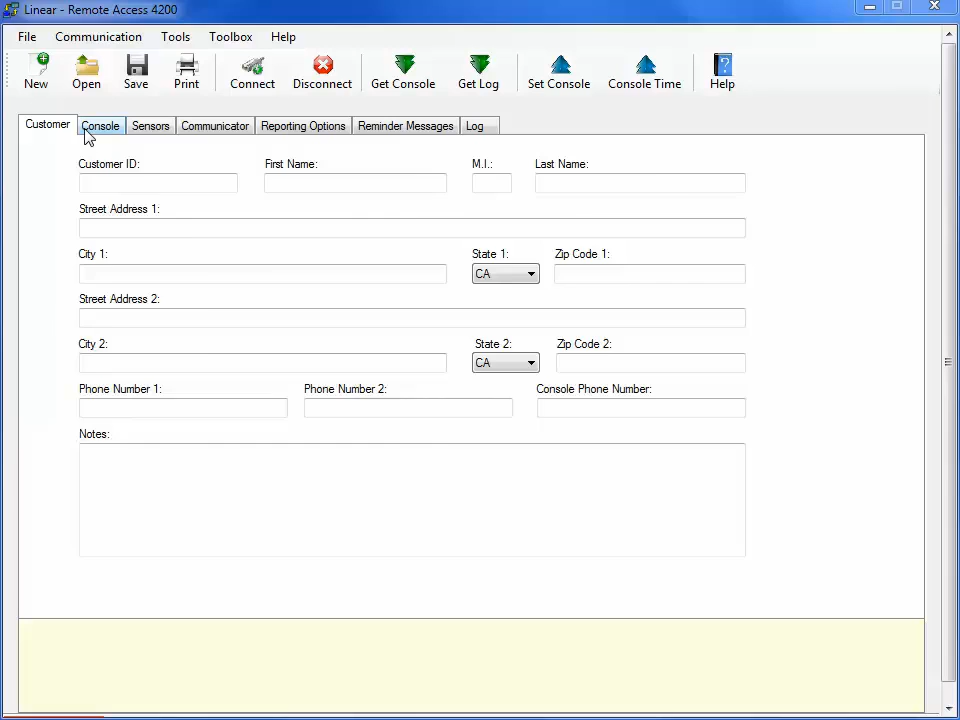 Linear - Remote Access 4200
File Communication Tools Toolbox Help
New Open Save Print Connect Disconnect Get Console Get Log Set Console Console Time Help
Customer Console Sensors Communicator Reporting Options Reminder Messages Log
Customer ID: First Name: M.I.: Last Name:
Street Address 1:
City 1: State 1: Zip Code 1:
CA
Street Address 2:
City 2: State 2: Zip Code 2:
CA
Phone Number 1: Phone Number 2: Console Phone Number:
Notes: